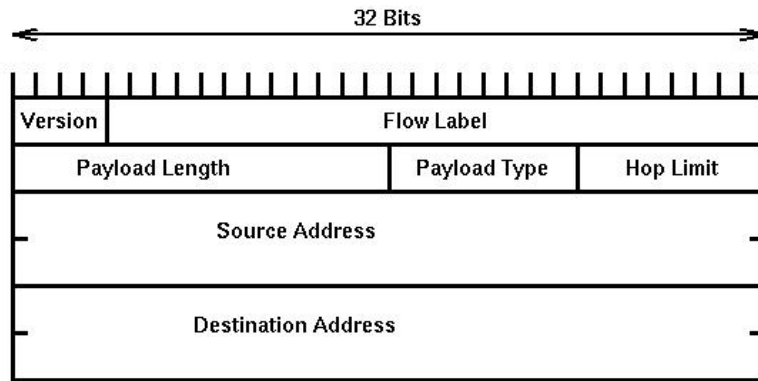 32 Bits
Version Flow Label
Payload Length Payload Type Hop Limit
Source Address
Destination Address